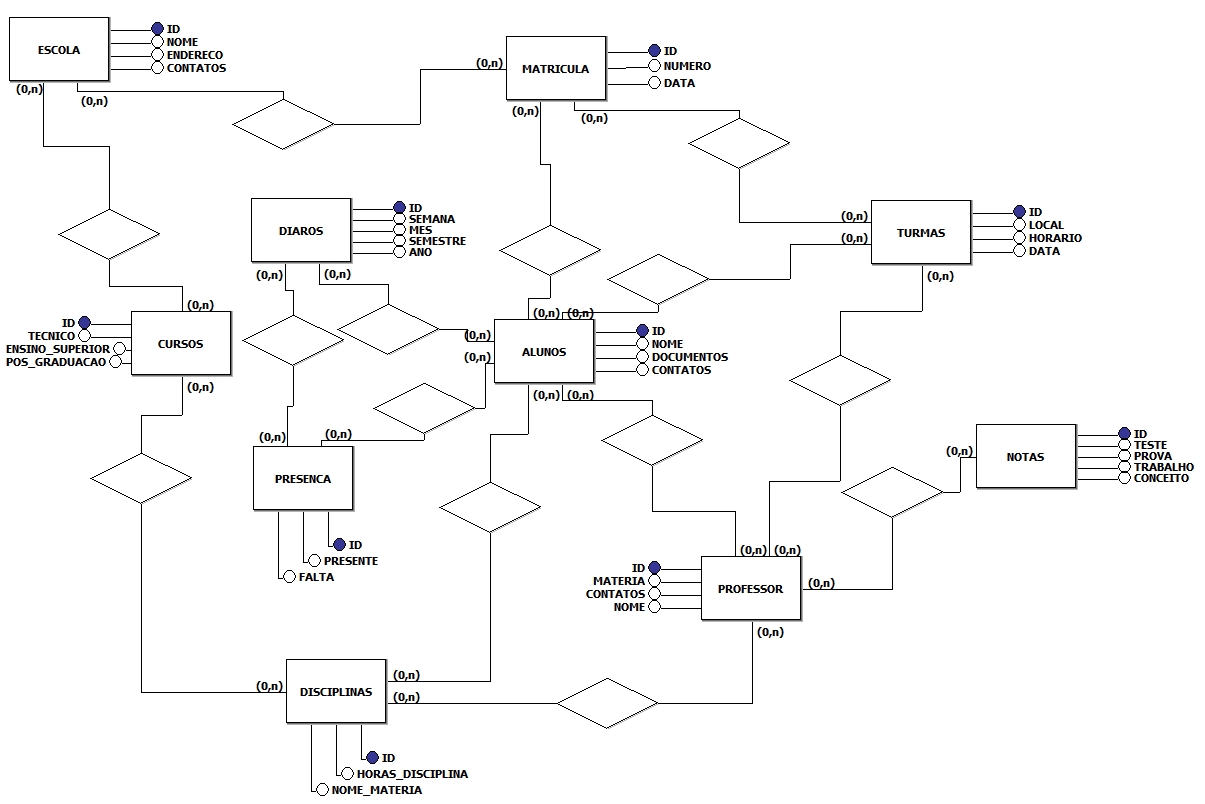 ESCOLA
ID
NOME
ENDERECO
CONTATOS
(0,n)
(0,n)
(0,n)
MATRICULA
ID
NUMERO
DATA
(0,n)
(0,n)
DIAROS
ID
SEMANA
MES
SEMESTRE
ANO
(0,n)
(0,n)
(0,n)
(0,n)
TURMAS
ID
LOCAL
HORARIO
DATA
(0,n)
(0,n)
CURSOS
ID
TECNICO
ENSINO_SUPERIOR
POS_GRADUACAO
(0,n)
(0,n)
(0,n)
(0,n)
(0,n)
ALUNOS
ID
NOME
DOCUMENTOS
CONTATOS
(0,n)
(0,n)
(0,n)
(0,n)
PRESENCA
ID
PRESENTE
FALTA
(0,n)
NOTAS
ID
TESTE
PROVA
TRABALHO
CONCEITO
(0,n)
(0,n)
PROFESSOR
ID
MATERIA
CONTATOS
NOME
(0,n)
(0,n)
(0,n)
(0,n)
(0,n)
DISCIPLINAS
ID
HORAS_DISCIPLINA
NOME_MATERIA